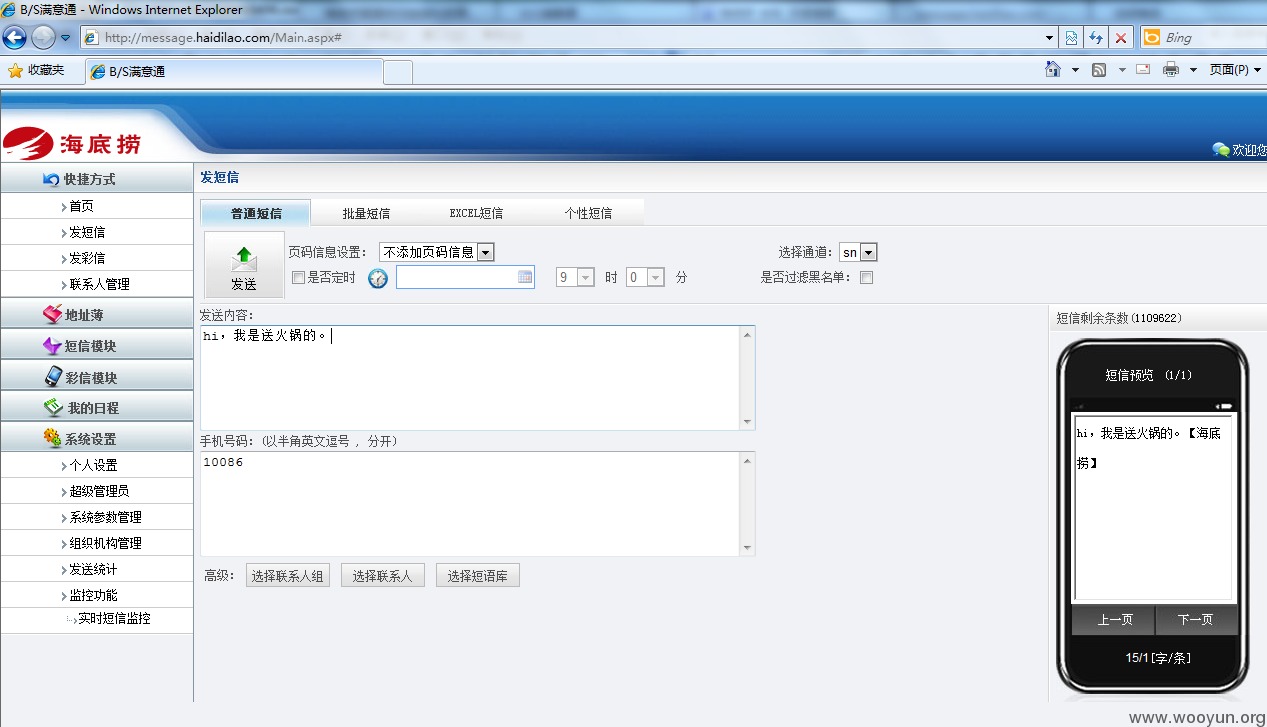 B/S满意通 - Windows Internet Explorer
http://message.haidilao.com/Main.aspx#
Bing
收藏夹
B/S满意通
页面(P)
海底捞
欢迎您
快捷方式
首页
发短信
发彩信
联系人管理
地址薄
短信模块
彩信模块
我的日程
系统设置
个人设置
超级管理员
系统参数管理
组织机构管理
发送统计
监控功能
实时短信监控
发短信
普通短信 批量短信 EXCEL短信 个性短信
发送
页码信息设置： 不添加页码信息 选择通道： sn
是否定时 9 时 0 分 是否过滤黑名单：
发送内容：
hi，我是送火锅的。
手机号码：（以半角英文逗号 ，分开）
10086
高级： 选择联系人组 选择联系人 选择短语库
短信剩余条数(1109622)
短信预览 (1/1)
hi，我是送火锅的。【海底
捞】
上一页 下一页
15/1[字/条]
www.wooyun.org